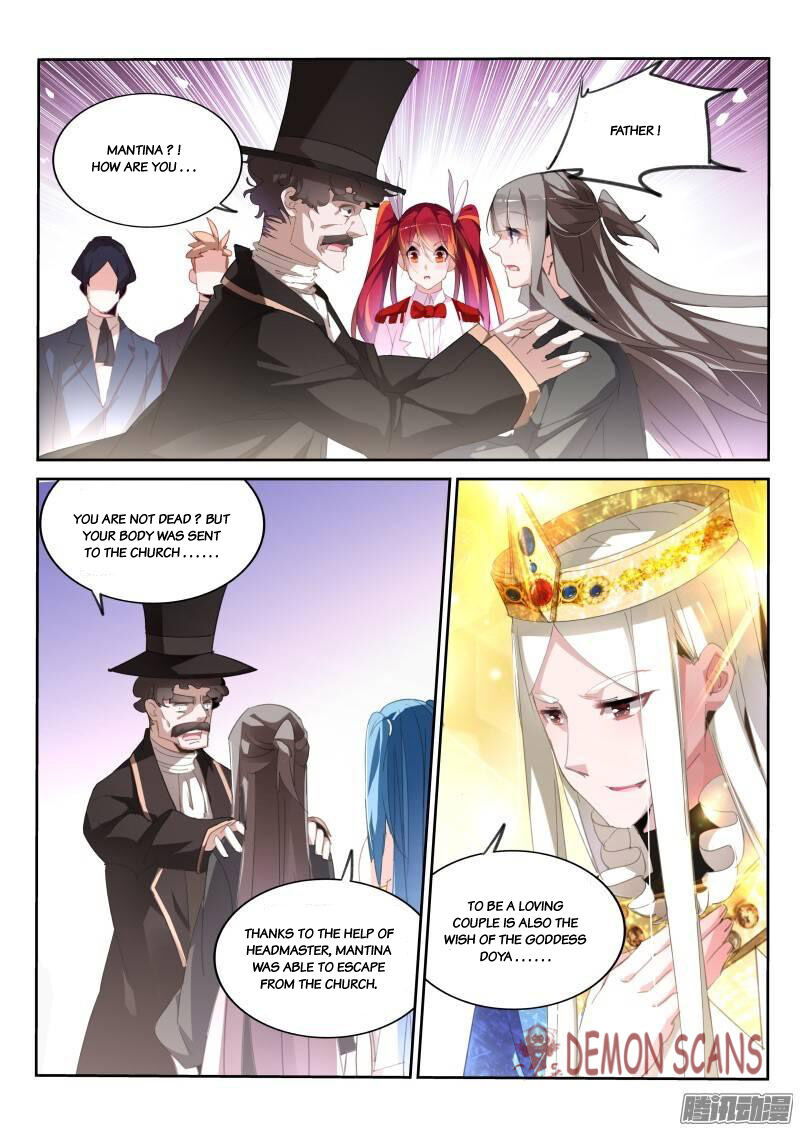 MANTINA ? !
HOW ARE YOU . . .
FATHER !
YOU ARE NOT DEAD ? BUT
YOUR BODY WAS SENT
TO THE CHURCH . . . . . .
THANKS TO THE HELP OF
HEADMASTER, MANTINA
WAS ABLE TO ESCAPE
FROM THE CHURCH.
TO BE A LOVING
COUPLE IS ALSO THE
WISH OF THE GODDESS
DOYA . . . . . .
DEMON SCANS
腾讯动漫